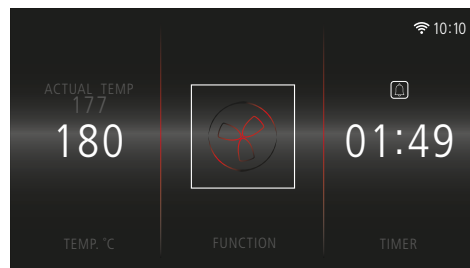 10:10
ACTUAL TEMP
177
180
01:49
TEMP. °C
FUNCTION
TIMER